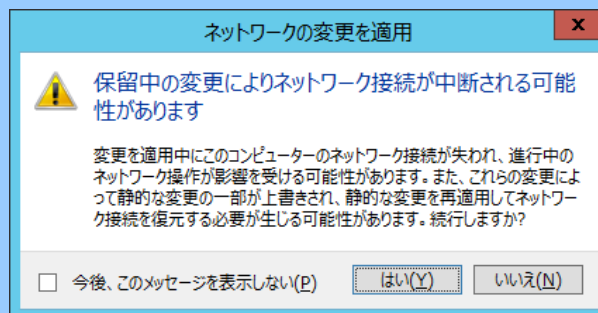 ネットワークの変更を適用
x
保留中の変更によりネットワーク接続が中断される可能
性があります
変更を適用中にこのコンピューターのネットワーク接続が失われ、進行中の
ネットワーク操作が影響を受ける可能性があります。また、これらの変更によ
って静的な変更の一部が上書きされ、静的な変更を再適用してネットワー
ク接続を復元する必要が生じる可能性があります。続行しますか?
今後、このメッセージを表示しない(P) はい(Y) いいえ(N)